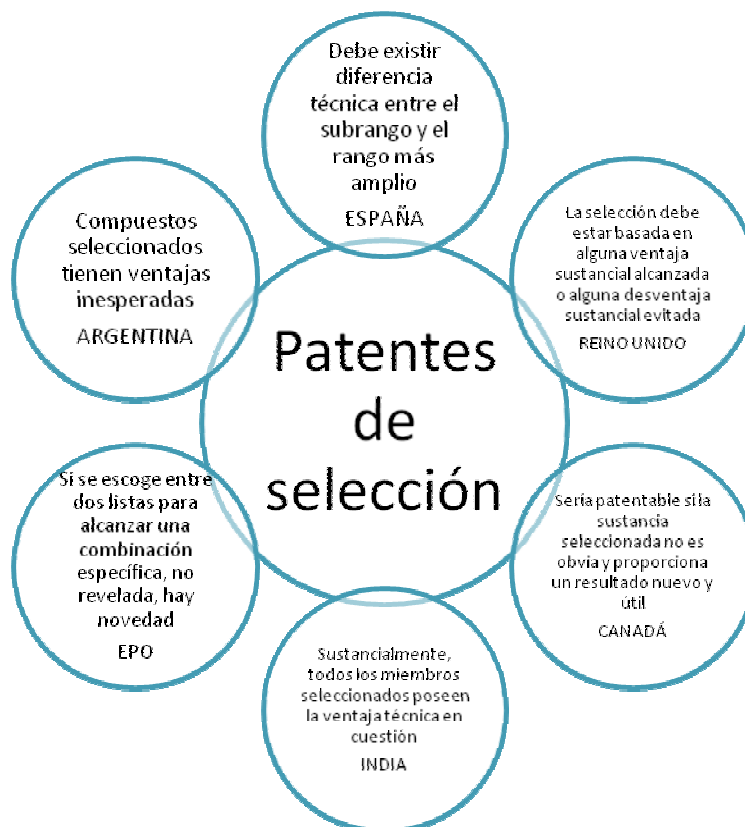 Debe existir
diferencia
técnica entre el
subrango y el
rango más
amplio
ESPAÑA
La selección debe
estar basada en
alguna ventaja
sustancial alcanzada
o alguna desventaja
sustancial evitada
REINO UNIDO
Sería patentable si la
sustancia
seleccionada no es
obvia y proporciona
un resultado nuevo y
útil
CANADÁ
Sustancialmente,
todos los miembros
seleccionados poseen
la ventaja técnica en
cuestión
INDIA
Si se escoge entre
dos listas para
alcanzar una
combinación
específica, no
revelada, hay
novedad
EPO
Compuestos
seleccionados
tienen ventajas
inesperadas
ARGENTINA
Patentes
de
selección